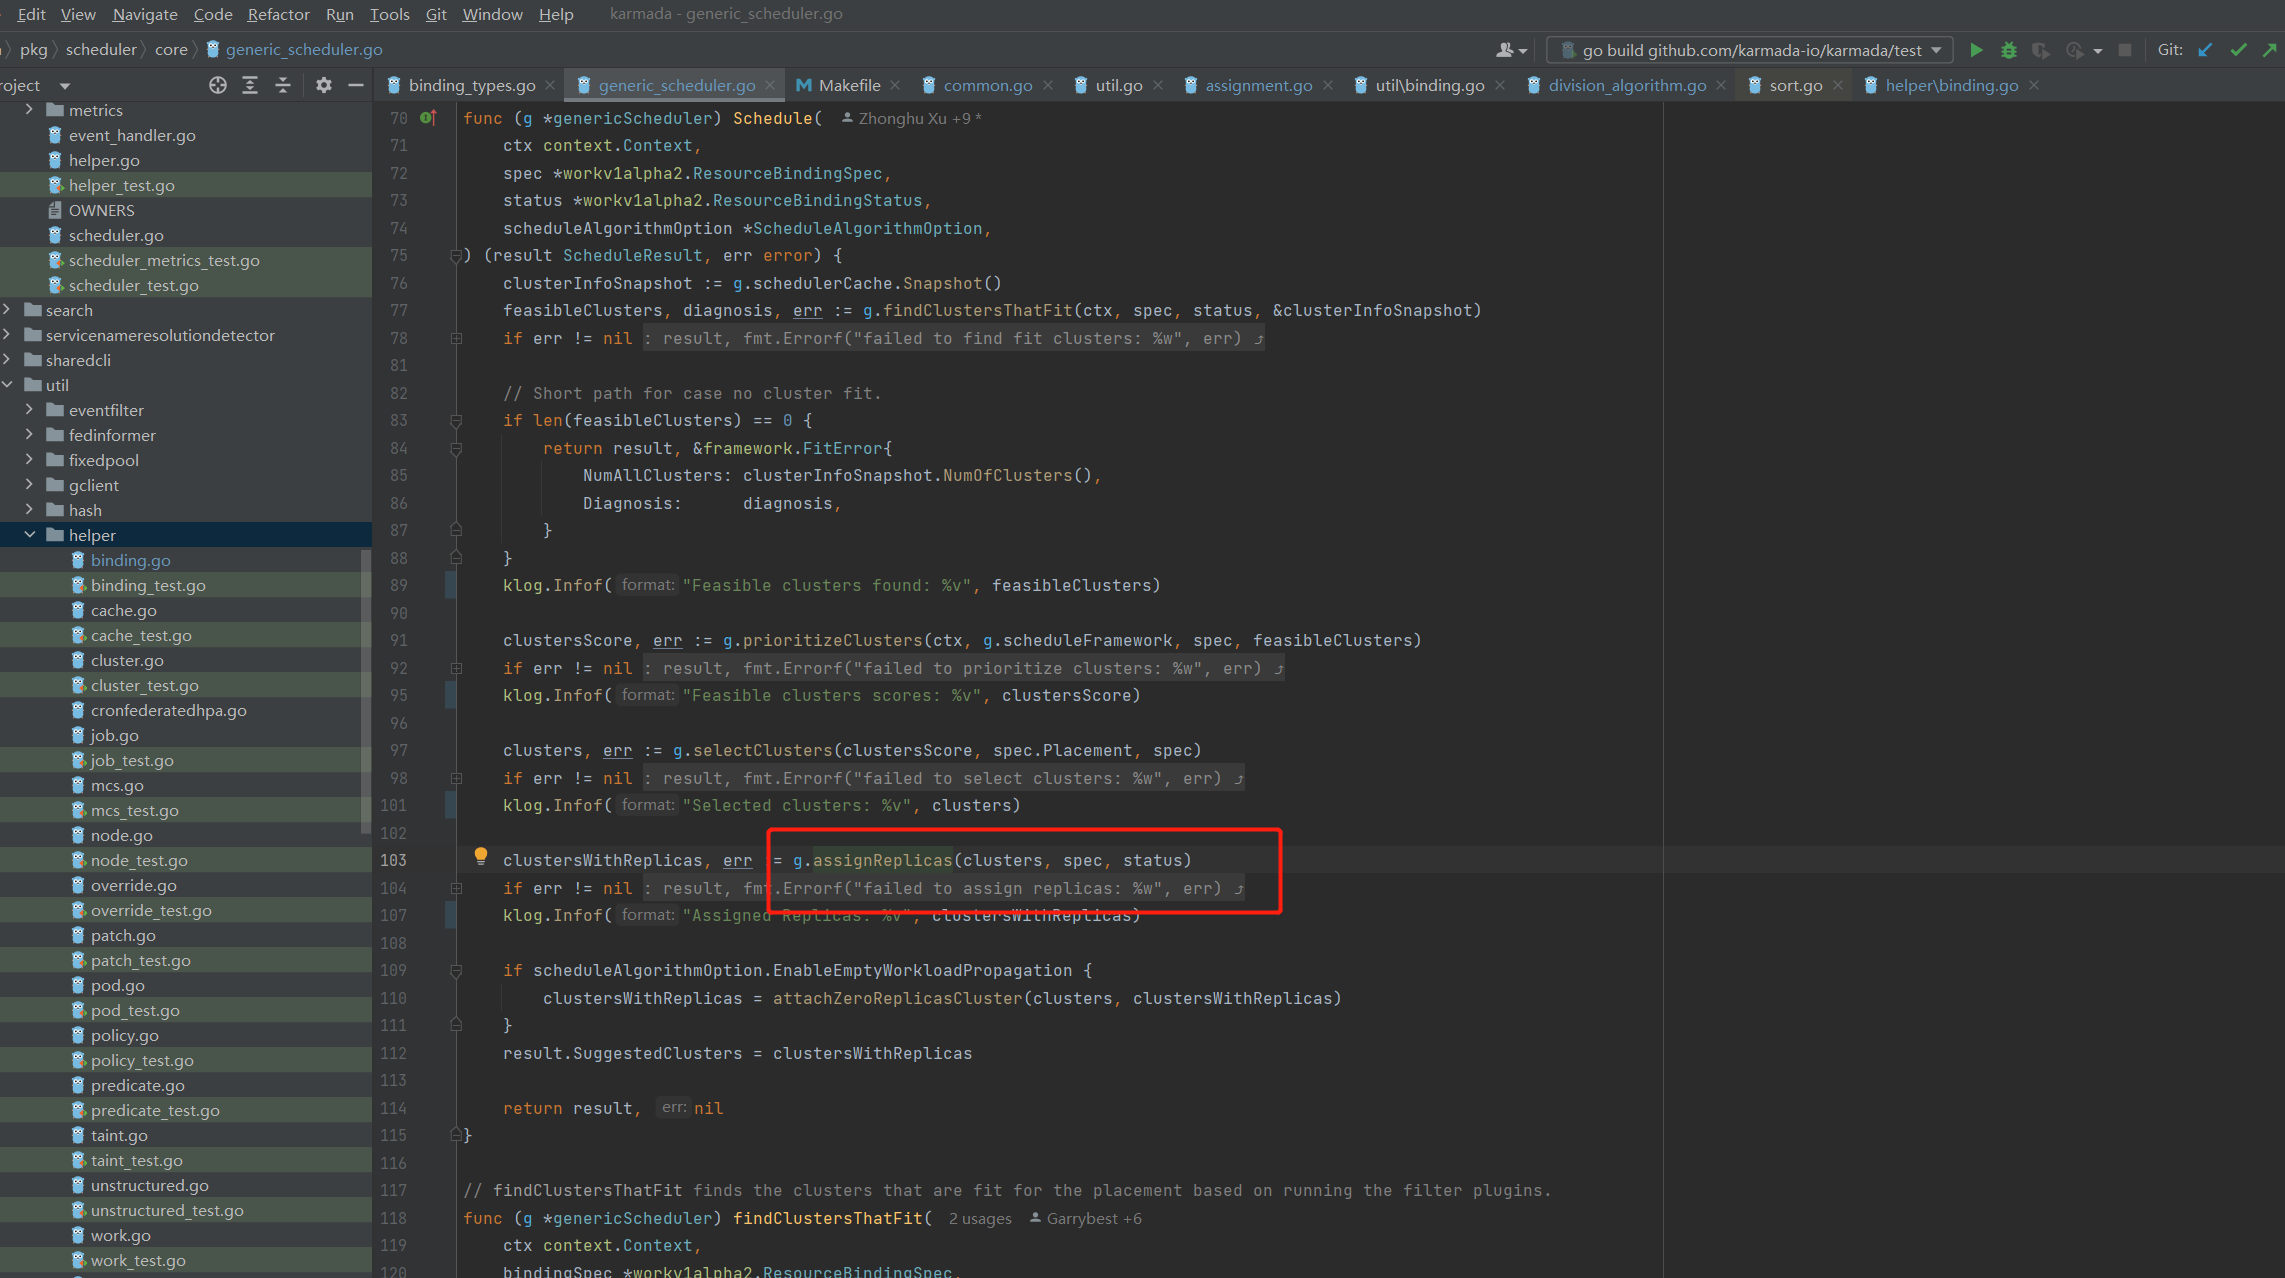 Edit View Navigate Code Refactor Run Tools Git Window Help karmada - generic_scheduler.go
pkg scheduler core generic_scheduler.go go build github.com/karmada-io/karmada/test Git:
roject binding_types.go generic_scheduler.go Makefile common.go util.go assignment.go util\binding.go division_algorithm.go sort.go helper\binding.go
metrics
event_handler.go
helper.go
helper_test.go
OWNERS
scheduler.go
scheduler_metrics_test.go
scheduler_test.go
search
servicenameresolutiondetector
sharedcli
util
eventfilter
fedinformer
fixedpool
gclient
hash
helper
binding.go
binding_test.go
cache.go
cache_test.go
cluster.go
cluster_test.go
cronfederatedhpa.go
job.go
job_test.go
mcs.go
mcs_test.go
node.go
node_test.go
override.go
override_test.go
patch.go
patch_test.go
pod.go
pod_test.go
policy.go
policy_test.go
predicate.go
predicate_test.go
taint.go
taint_test.go
unstructured.go
unstructured_test.go
work.go
work_test.go
70 func (g *genericScheduler) Schedule( Zhonghu Xu +9 *
71 ctx context.Context,
72 spec *workv1alpha2.ResourceBindingSpec,
73 status *workv1alpha2.ResourceBindingStatus,
74 scheduleAlgorithmOption *ScheduleAlgorithmOption,
75 ) (result ScheduleResult, err error) {
76 clusterInfoSnapshot := g.schedulerCache.Snapshot()
77 feasibleClusters, diagnosis, err := g.findClustersThatFit(ctx, spec, status, &clusterInfoSnapshot)
78 if err != nil : result, fmt.Errorf("failed to find fit clusters: %w", err)
81
82 // Short path for case no cluster fit.
83 if len(feasibleClusters) == 0 {
84 return result, &framework.FitError{
85 NumAllClusters: clusterInfoSnapshot.NumOfClusters(),
86 Diagnosis: diagnosis,
87 }
88 }
89 klog.Infof( format: "Feasible clusters found: %v", feasibleClusters)
90
91 clustersScore, err := g.prioritizeClusters(ctx, g.scheduleFramework, spec, feasibleClusters)
92 if err != nil : result, fmt.Errorf("failed to prioritize clusters: %w", err)
95 klog.Infof( format: "Feasible clusters scores: %v", clustersScore)
96
97 clusters, err := g.selectClusters(clustersScore, spec.Placement, spec)
98 if err != nil : result, fmt.Errorf("failed to select clusters: %w", err)
101 klog.Infof( format: "Selected clusters: %v", clusters)
102
103 clustersWithReplicas, err := g.assignReplicas(clusters, spec, status)
104 if err != nil : result, fmt.Errorf("failed to assign replicas: %w", err)
107 klog.Infof( format: "Assigned Replicas: %v", clustersWithReplicas)
108
109 if scheduleAlgorithmOption.EnableEmptyWorkloadPropagation {
110 clustersWithReplicas = attachZeroReplicasCluster(clusters, clustersWithReplicas)
111 }
112 result.SuggestedClusters = clustersWithReplicas
113
114 return result, err: nil
115 }
116
117 // findClustersThatFit finds the clusters that are fit for the placement based on running the filter plugins.
118 func (g *genericScheduler) findClustersThatFit( 2 usages Garrybest +6
119 ctx context.Context,
120 bindingSpec *workv1alpha2.ResourceBindingSpec,